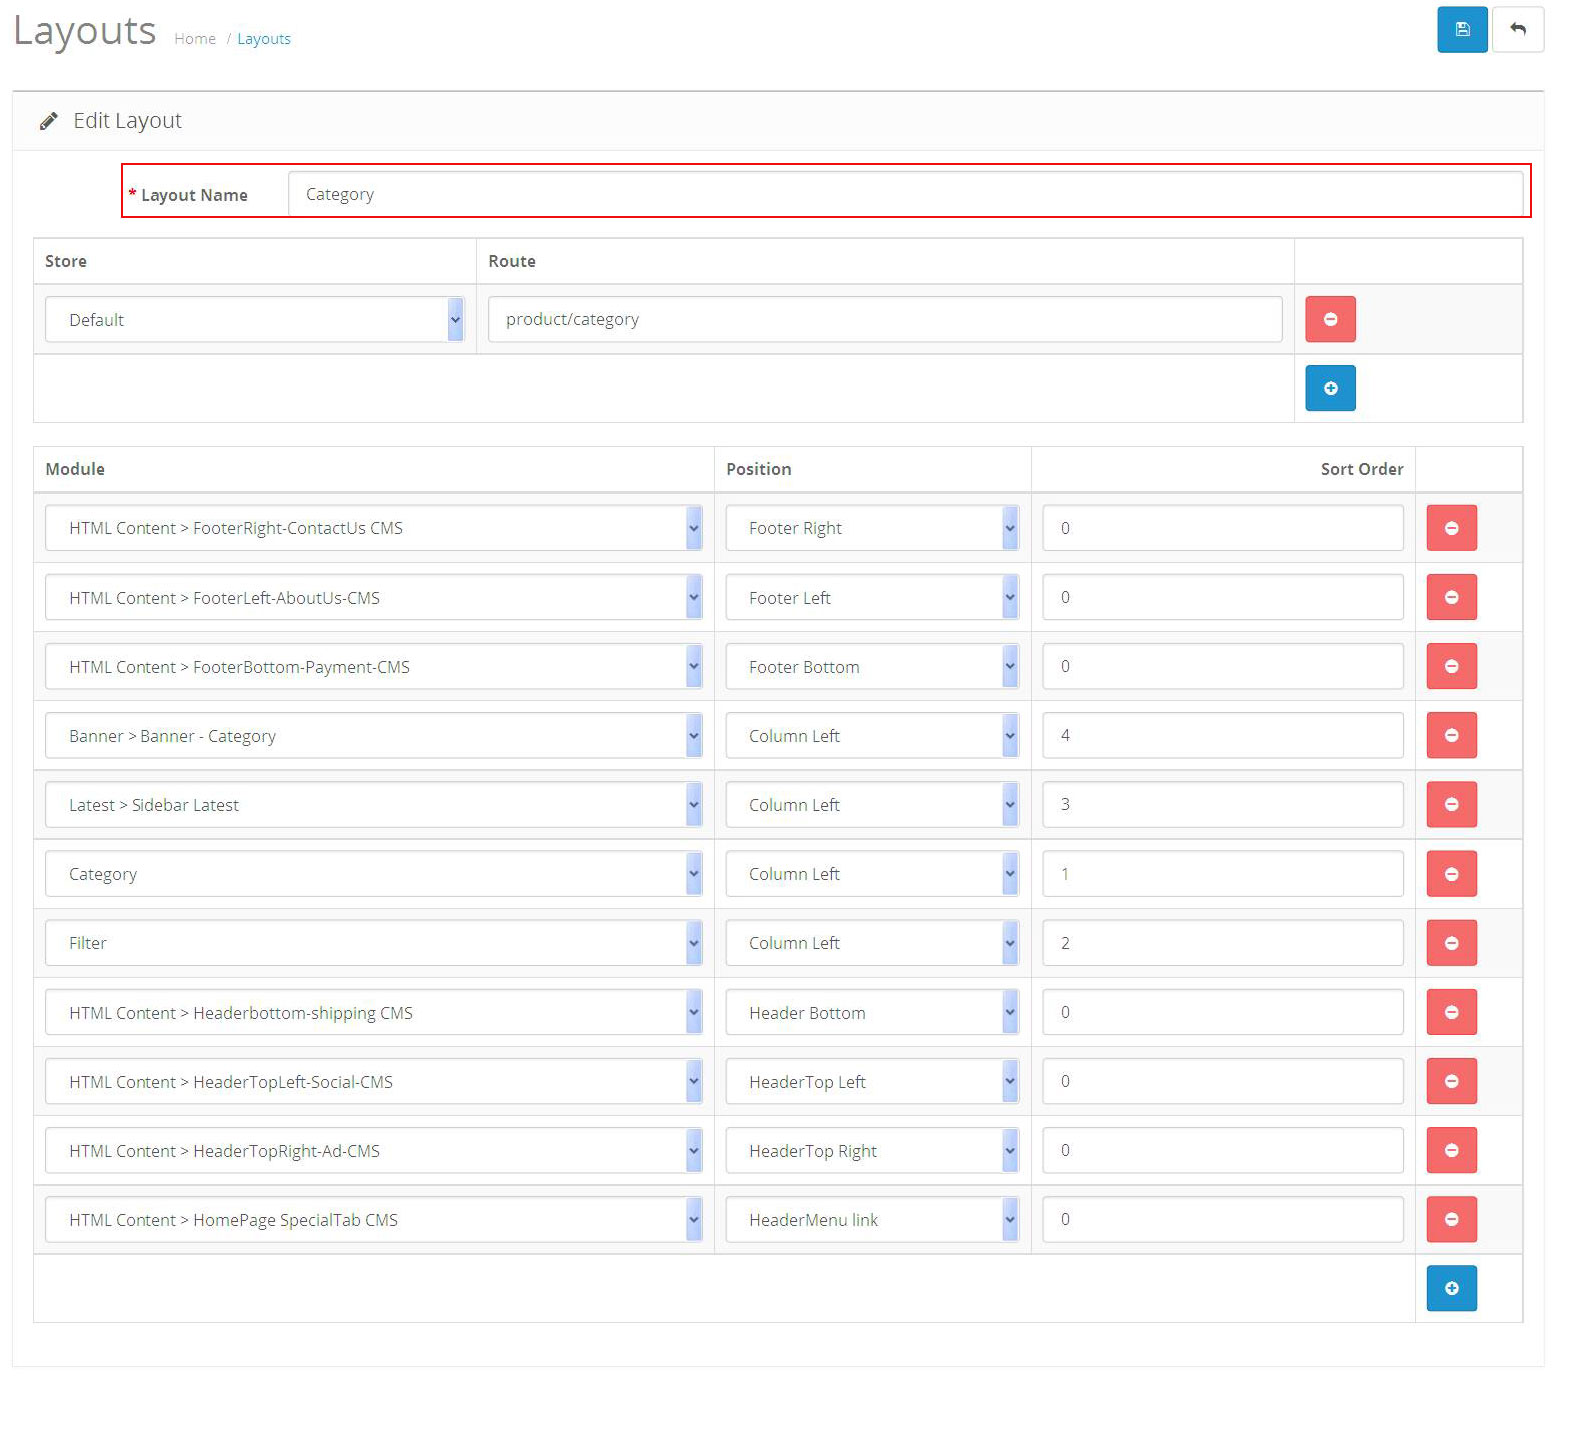 Layouts Home / Layouts
Edit Layout
* Layout Name Category
Store Route
Default product/category
Module Position Sort Order
HTML Content > FooterRight-ContactUs CMS Footer Right 0
HTML Content > FooterLeft-AboutUs-CMS Footer Left 0
HTML Content > FooterBottom-Payment-CMS Footer Bottom 0
Banner > Banner - Category Column Left 4
Latest > Sidebar Latest Column Left 3
Category Column Left 1
Filter Column Left 2
HTML Content > Headerbottom-shipping CMS Header Bottom 0
HTML Content > HeaderTopLeft-Social-CMS HeaderTop Left 0
HTML Content > HeaderTopRight-Ad-CMS HeaderTop Right 0
HTML Content > HomePage SpecialTab CMS HeaderMenu link 0